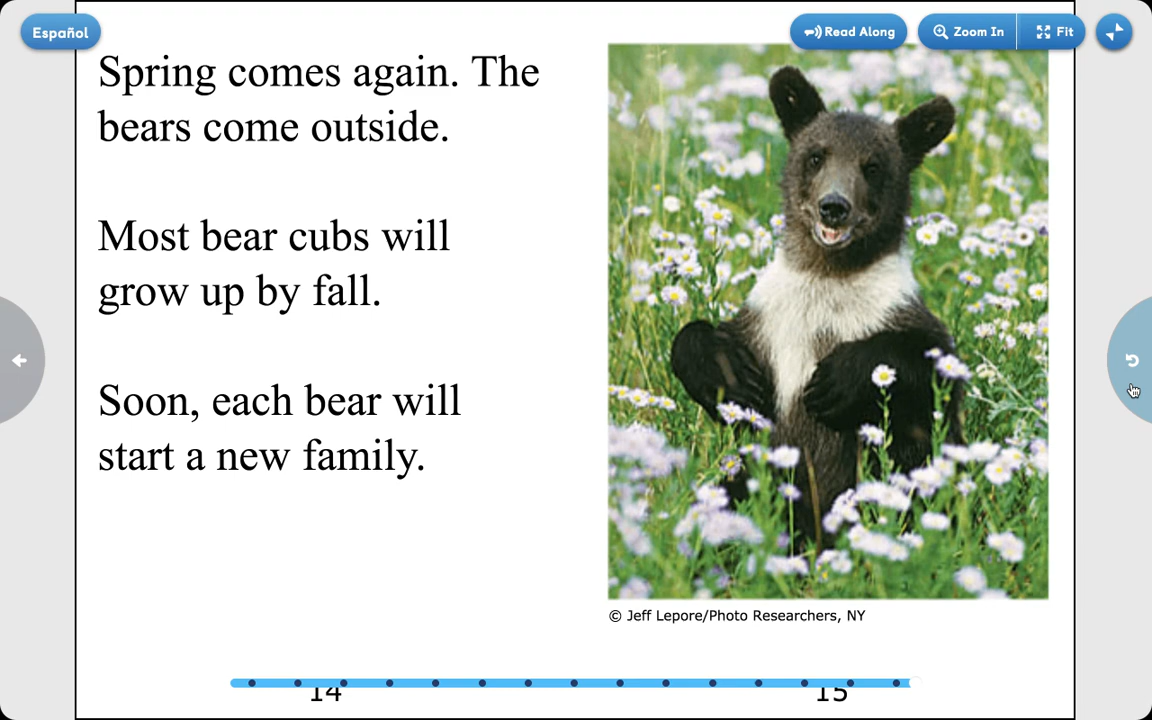 Español
Read Along
Zoom In
Fit
Spring comes again. The
bears come outside.
Most bear cubs will
grow up by fall.
Soon, each bear will
start a new family.
© Jeff Lepore/Photo Researchers, NY
14
15